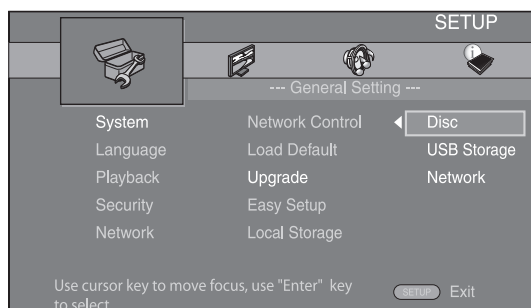 SETUP
--- General Setting ---
System Network Control Disc
Language Load Default USB Storage
Playback Upgrade Network
Security Easy Setup
Network Local Storage
Use cursor key to move focus, use "Enter" key
to select
SETUP Exit